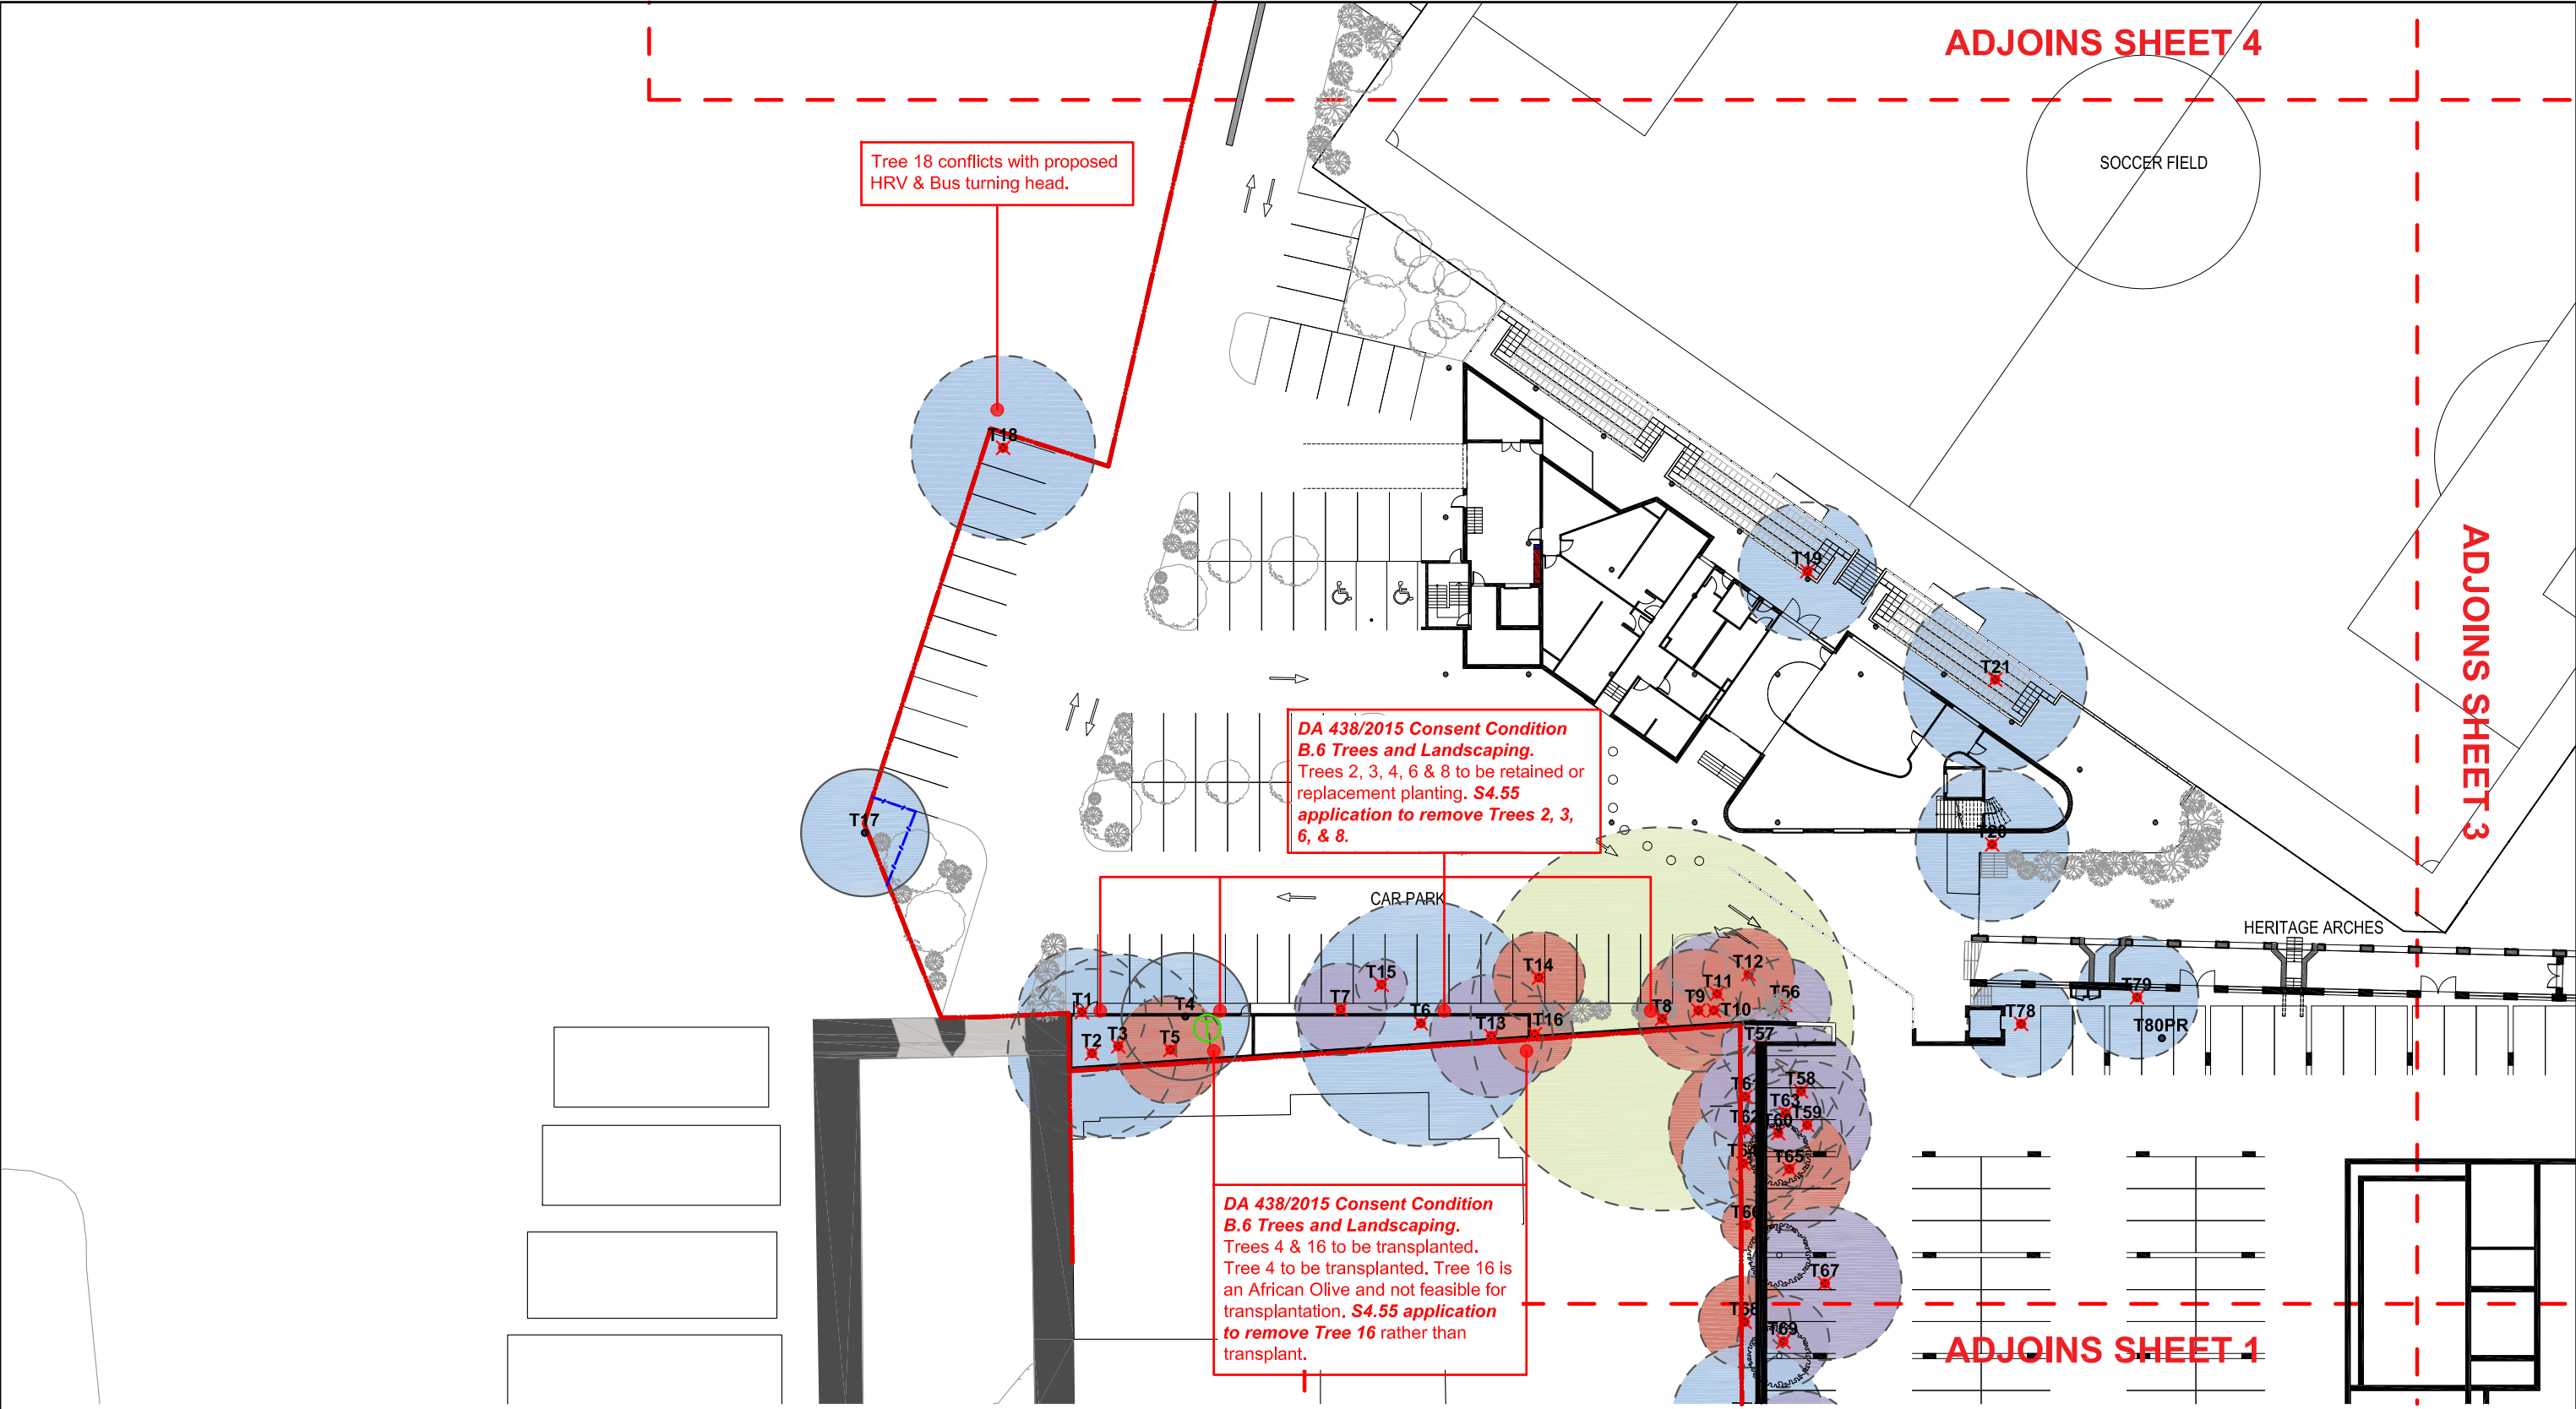 ADJOINS SHEET 4
Tree 18 conflicts with proposed
HRV & Bus turning head.
SOCCER FIELD
T18
T19
ADJOINS SHEET 3
T21
DA 438/2015 Consent Condition
B.6 Trees and Landscaping.
Trees 2, 3, 4, 6 & 8 to be retained or
replacement planting. S4.55
application to remove Trees 2, 3,
6, & 8.
T17
T20
CAR PARK
HERITAGE ARCHES
T1
T2
T3
T4
T5
T7
T15
T6
T13
T14
T16
T8
T9
T11
T10
T12
T56
T57
T78
T79
T80PR
T58
T61
T63
T59
T62
T60
T65
T66
T67
T68
T69
DA 438/2015 Consent Condition
B.6 Trees and Landscaping.
Trees 4 & 16 to be transplanted.
Tree 4 to be transplanted. Tree 16 is
an African Olive and not feasible for
transplantation. S4.55 application
to remove Tree 16 rather than
transplant.
ADJOINS SHEET 1